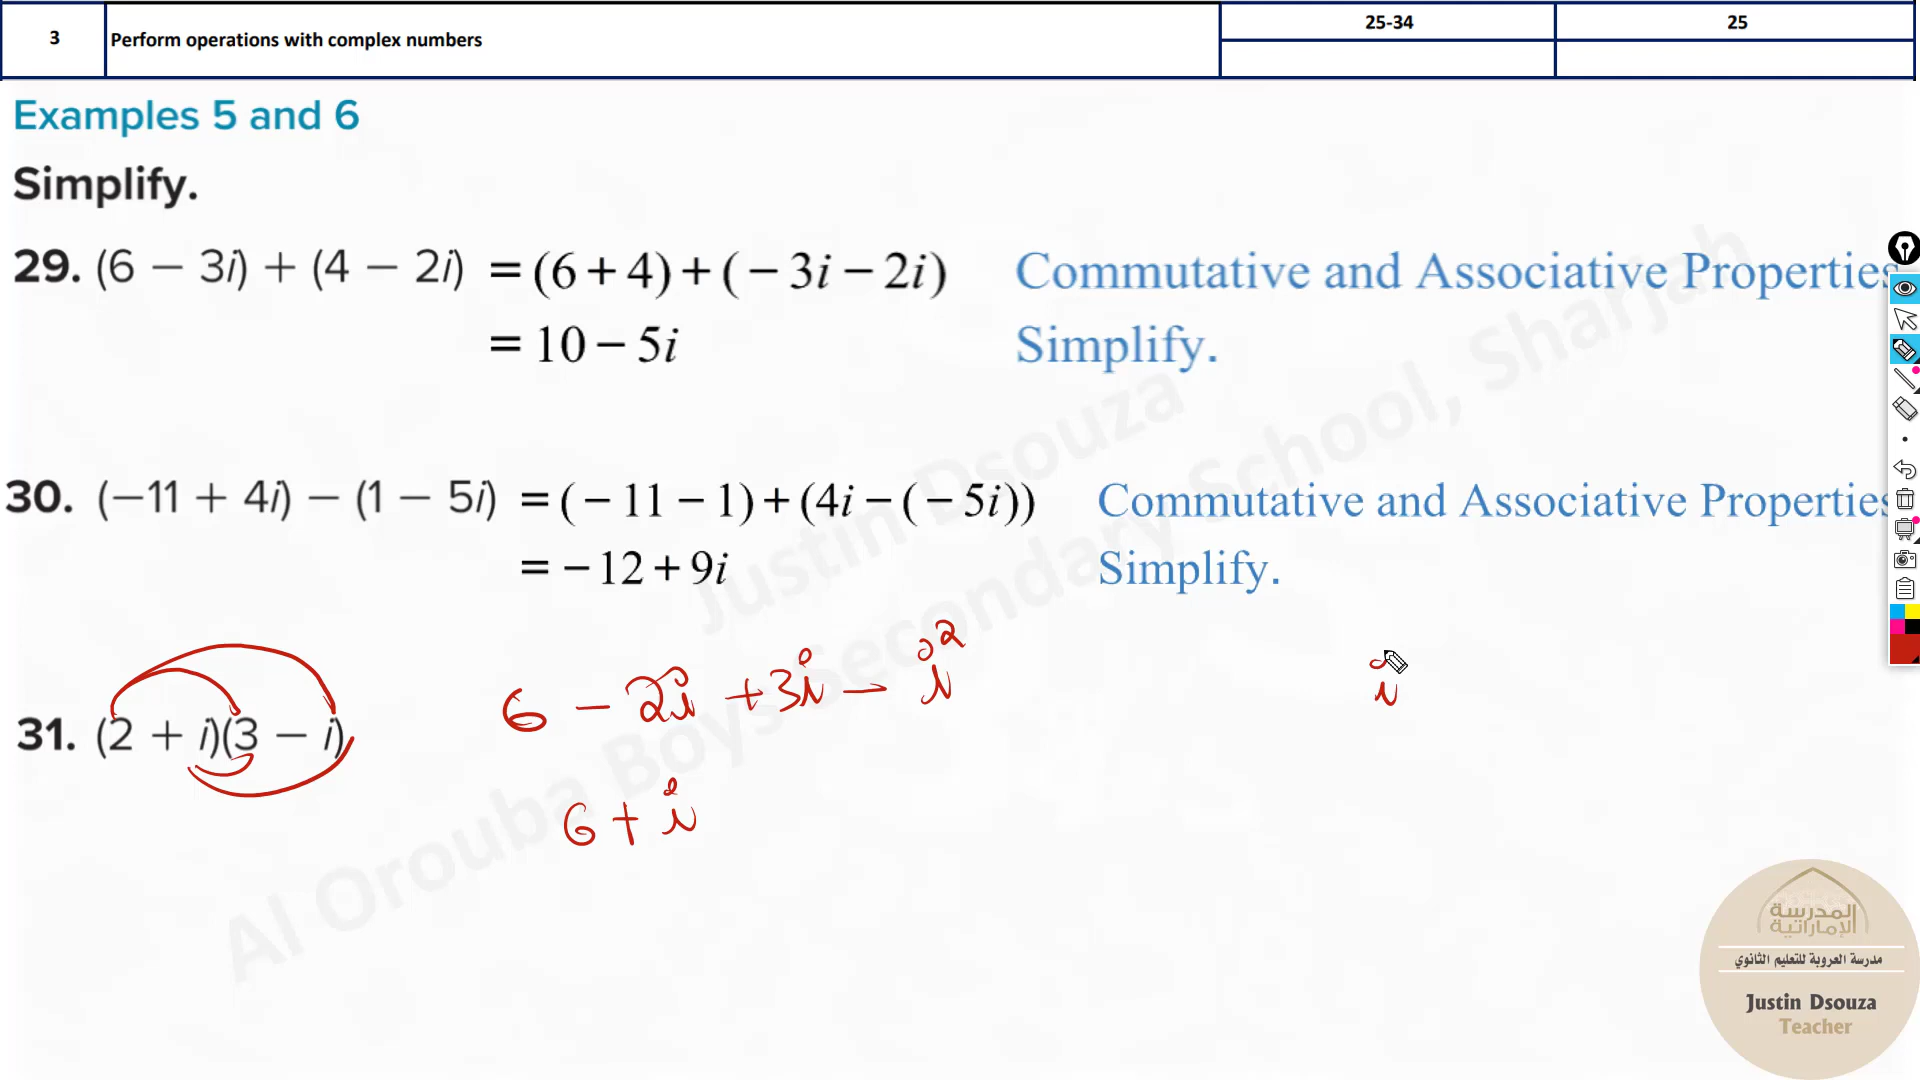 3 Perform operations with complex numbers 25-34 25
Examples 5 and 6
Simplify.
29. (6 − 3i) + (4 − 2i) = (6 + 4) + (− 3i − 2i) Commutative and Associative Properties
= 10 − 5i Simplify.
30. (−11 + 4i) − (1 − 5i) = (− 11 − 1) + (4i − (− 5i)) Commutative and Associative Properties
= − 12 + 9i Simplify.
6 − 2i + 3i − i² i
31. (2 + i)(3 − i)
6 + i
Justin Dsouza
Al Orouba Boys Secondary School, Sharjah
المدرسة
الإماراتية
مدرسة العروبة للتعليم الثانوي
Justin Dsouza
Teacher